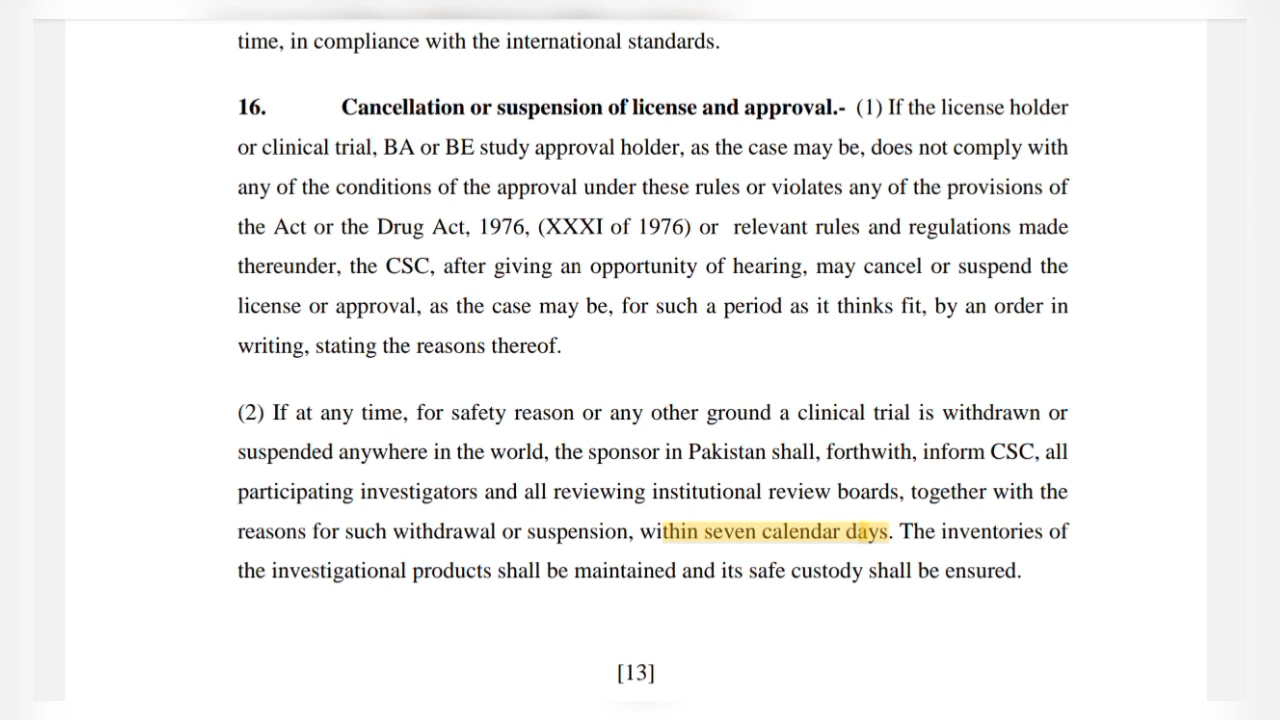 time, in compliance with the international standards.
16. Cancellation or suspension of license and approval.- (1) If the license holder
or clinical trial, BA or BE study approval holder, as the case may be, does not comply with
any of the conditions of the approval under these rules or violates any of the provisions of
the Act or the Drug Act, 1976, (XXXI of 1976) or relevant rules and regulations made
thereunder, the CSC, after giving an opportunity of hearing, may cancel or suspend the
license or approval, as the case may be, for such a period as it thinks fit, by an order in
writing, stating the reasons thereof.
(2) If at any time, for safety reason or any other ground a clinical trial is withdrawn or
suspended anywhere in the world, the sponsor in Pakistan shall, forthwith, inform CSC, all
participating investigators and all reviewing institutional review boards, together with the
reasons for such withdrawal or suspension, within seven calendar days. The inventories of
the investigational products shall be maintained and its safe custody shall be ensured.
[13]